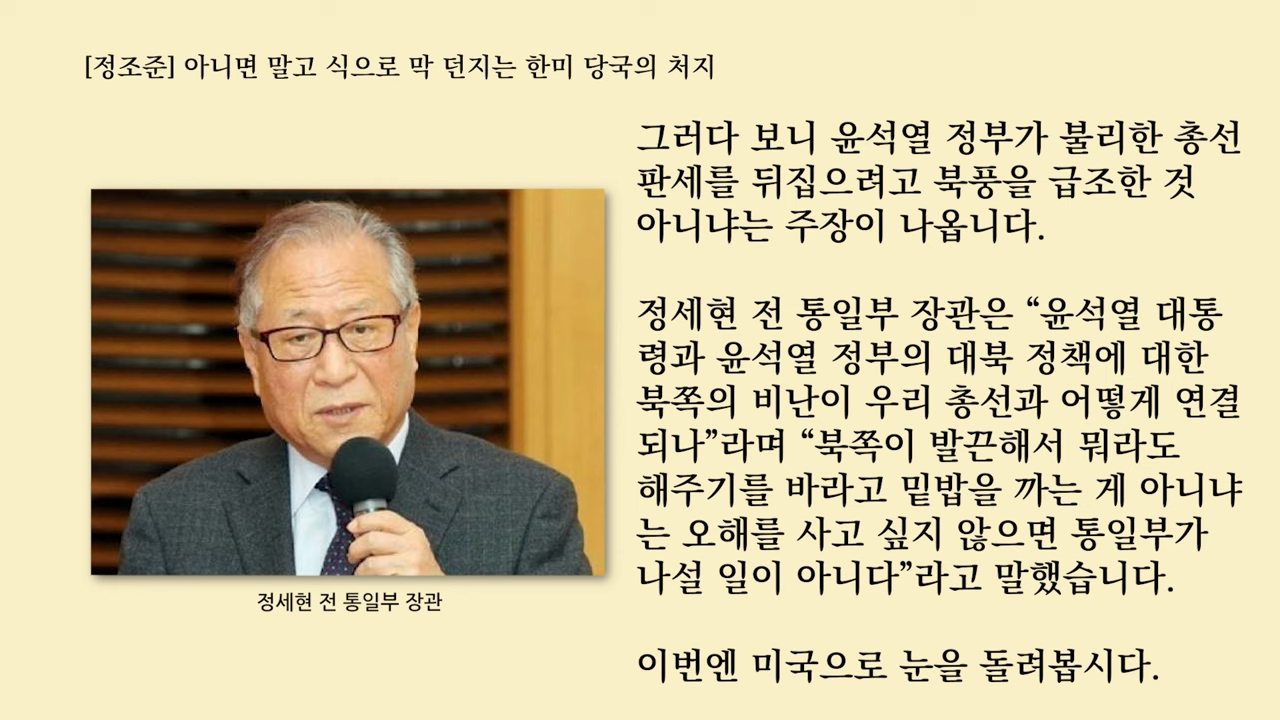 [정조준] 아니면 말고 식으로 막 던지는 한미 당국의 처지
그러다 보니 윤석열 정부가 불리한 총선
판세를 뒤집으려고 북풍을 급조한 것
아니냐는 주장이 나옵니다.
정세현 전 통일부 장관은 “윤석열 대통
령과 윤석열 정부의 대북 정책에 대한
북쪽의 비난이 우리 총선과 어떻게 연결
되나”라며 “북쪽이 발끈해서 뭐라도
해주기를 바라고 밑밥을 까는 게 아니냐
는 오해를 사고 싶지 않으면 통일부가
나설 일이 아니다”라고 말했습니다.
이번엔 미국으로 눈을 돌려봅시다.
정세현 전 통일부 장관